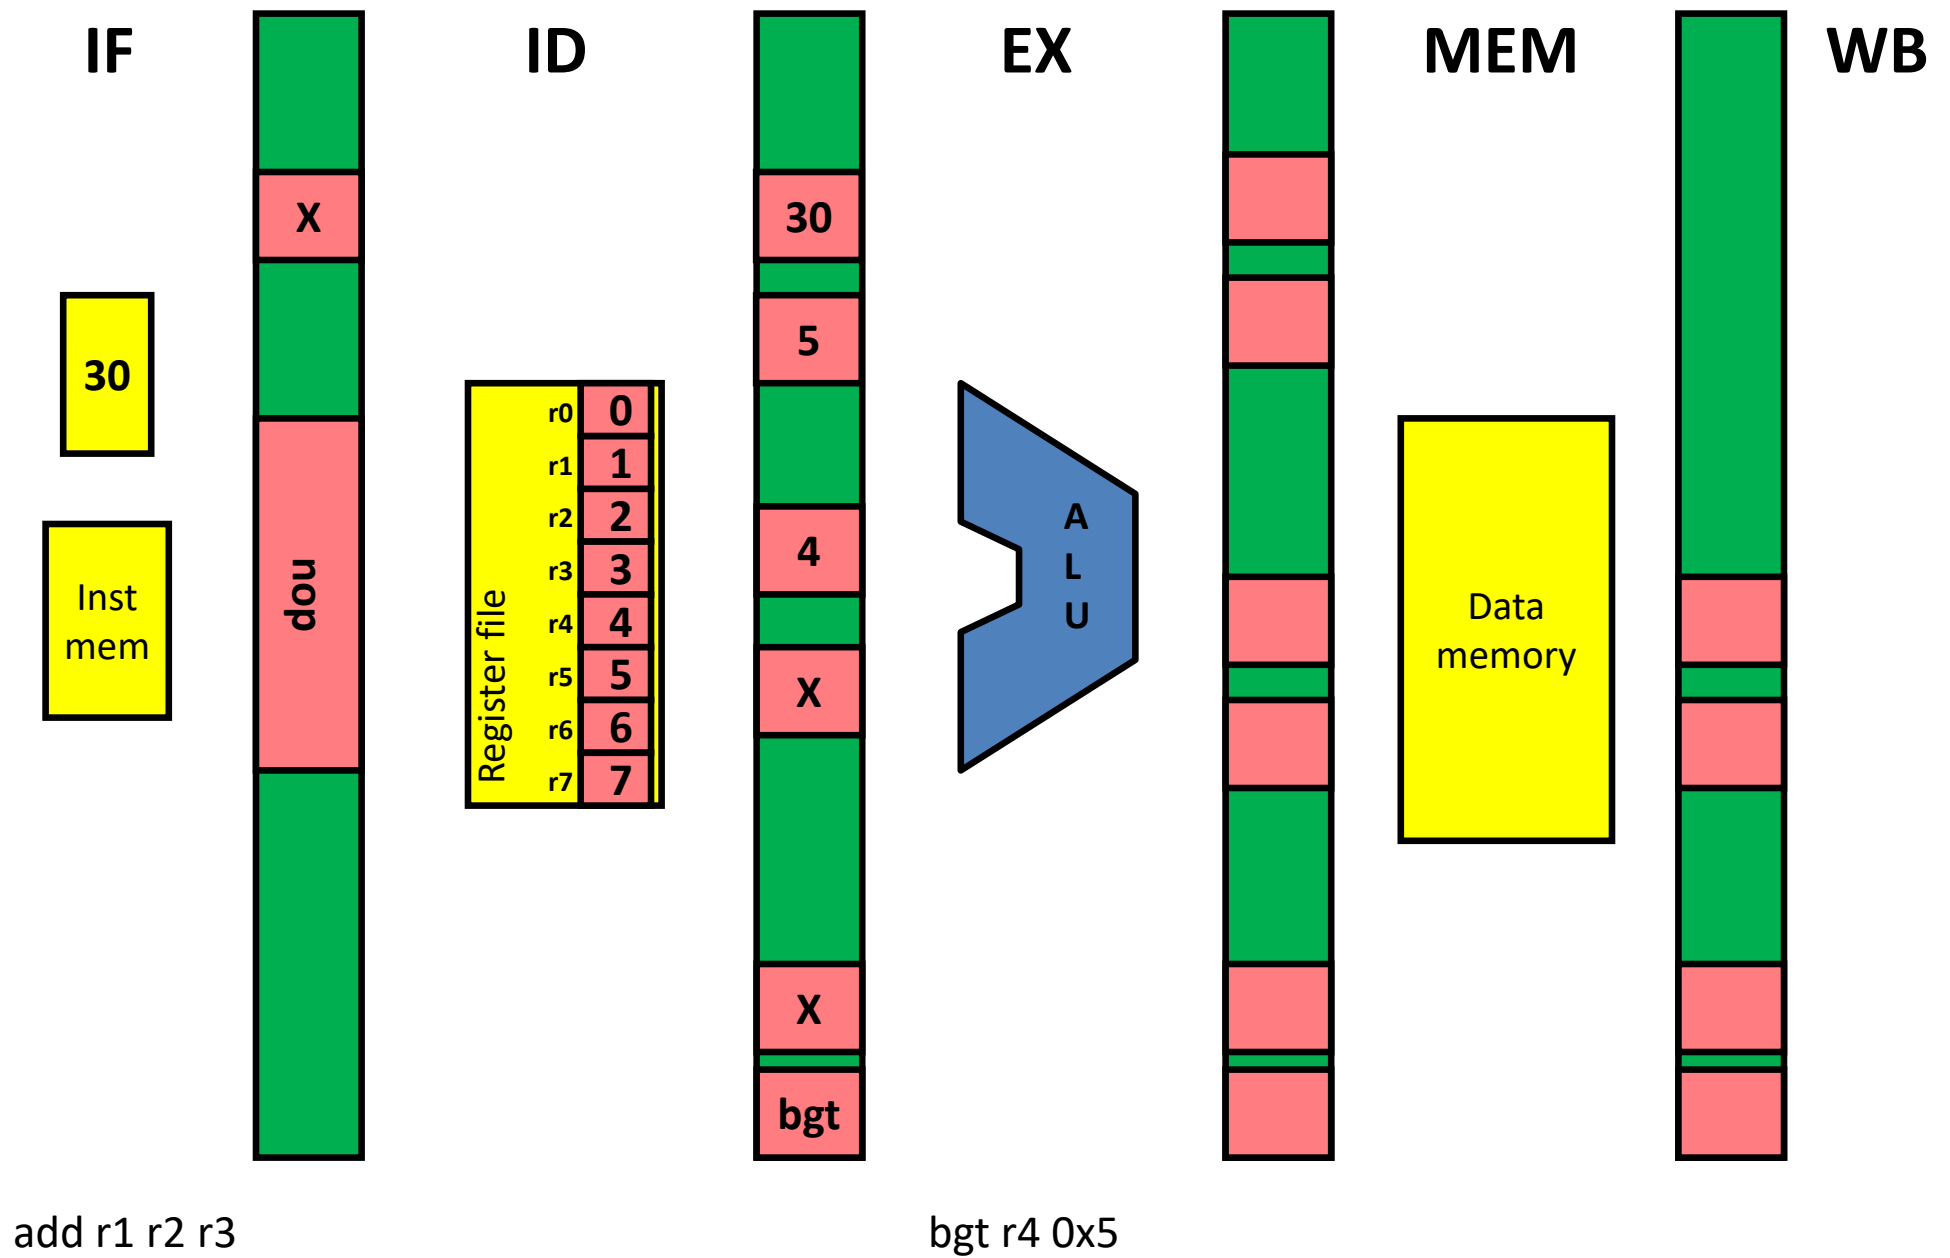 IF
ID
EX
MEM
WB
X
30
Inst
mem
nop
Register file
r0 0
r1 1
r2 2
r3 3
r4 4
r5 5
r6 6
r7 7
30
5
4
X
X
bgt
A
L
U
Data
memory
add r1 r2 r3
bgt r4 0x5